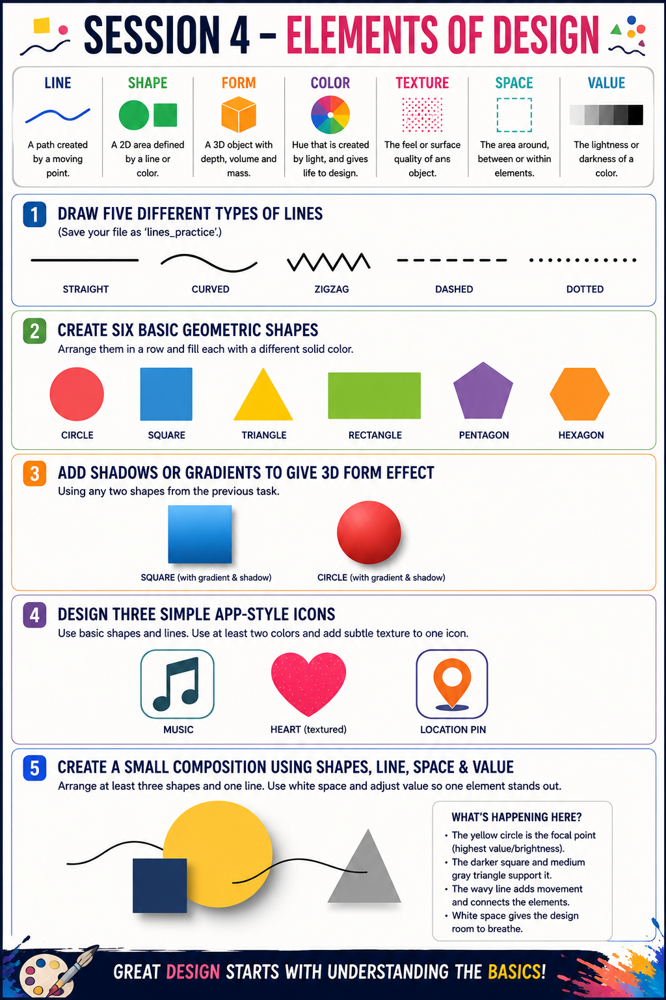 SESSION 4 – ELEMENTS OF DESIGN
LINE
A path created
by a moving
point.
SHAPE
A 2D area defined
by a line or
color.
FORM
A 3D object with
depth, volume and
mass.
COLOR
Hue that is created
by light, and gives
life to design.
TEXTURE
The feel or surface
quality of ans
object.
SPACE
The area around,
between or within
elements.
VALUE
The lightness or
darkness of a
color.
1 DRAW FIVE DIFFERENT TYPES OF LINES
(Save your file as ‘lines_practice’.)
STRAIGHT
CURVED
ZIGZAG
DASHED
DOTTED
2 CREATE SIX BASIC GEOMETRIC SHAPES
Arrange them in a row and fill each with a different solid color.
CIRCLE
SQUARE
TRIANGLE
RECTANGLE
PENTAGON
HEXAGON
3 ADD SHADOWS OR GRADIENTS TO GIVE 3D FORM EFFECT
Using any two shapes from the previous task.
SQUARE (with gradient & shadow)
CIRCLE (with gradient & shadow)
4 DESIGN THREE SIMPLE APP-STYLE ICONS
Use basic shapes and lines. Use at least two colors and add subtle texture to one icon.
MUSIC
HEART (textured)
LOCATION PIN
5 CREATE A SMALL COMPOSITION USING SHAPES, LINE, SPACE & VALUE
Arrange at least three shapes and one line. Use white space and adjust value so one element stands out.
WHAT'S HAPPENING HERE?
• The yellow circle is the focal point
(highest value/brightness).
• The darker square and medium
gray triangle support it.
• The wavy line adds movement
and connects the elements.
• White space gives the design
room to breathe.
GREAT DESIGN STARTS WITH UNDERSTANDING THE BASICS!